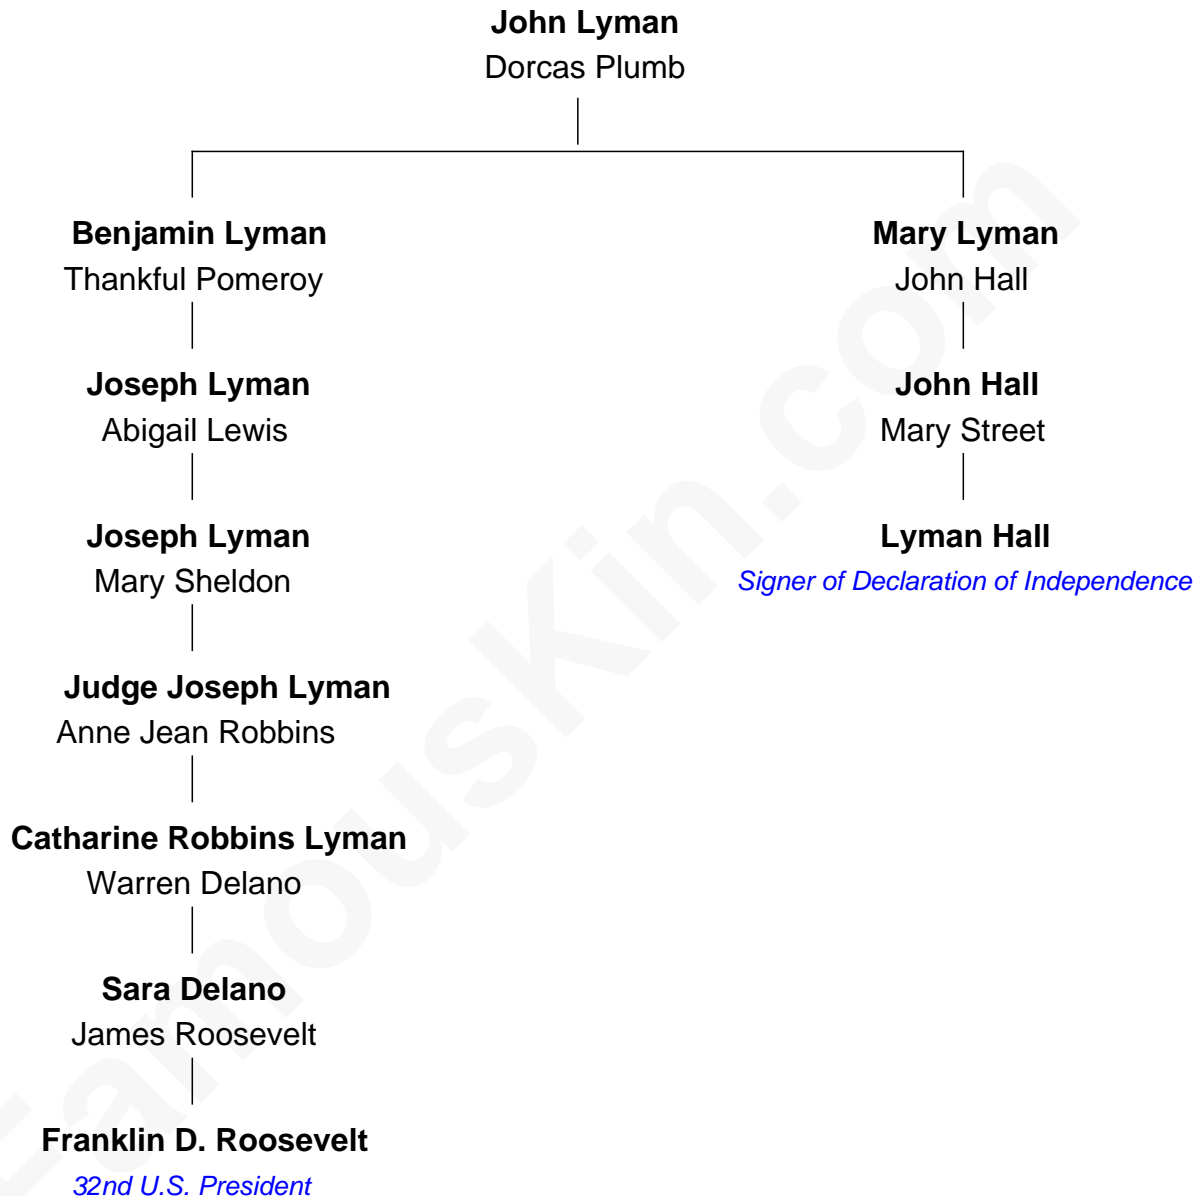 John Lyman
Dorcas Plumb
Benjamin Lyman
Thankful Pomeroy
Mary Lyman
John Hall
Joseph Lyman
Abigail Lewis
John Hall
Mary Street
Joseph Lyman
Mary Sheldon
Lyman Hall
Signer of Declaration of Independence
Judge Joseph Lyman
Anne Jean Robbins
Catharine Robbins Lyman
Warren Delano
Sara Delano
James Roosevelt
Franklin D. Roosevelt
32nd U.S. President
FamousKin.com